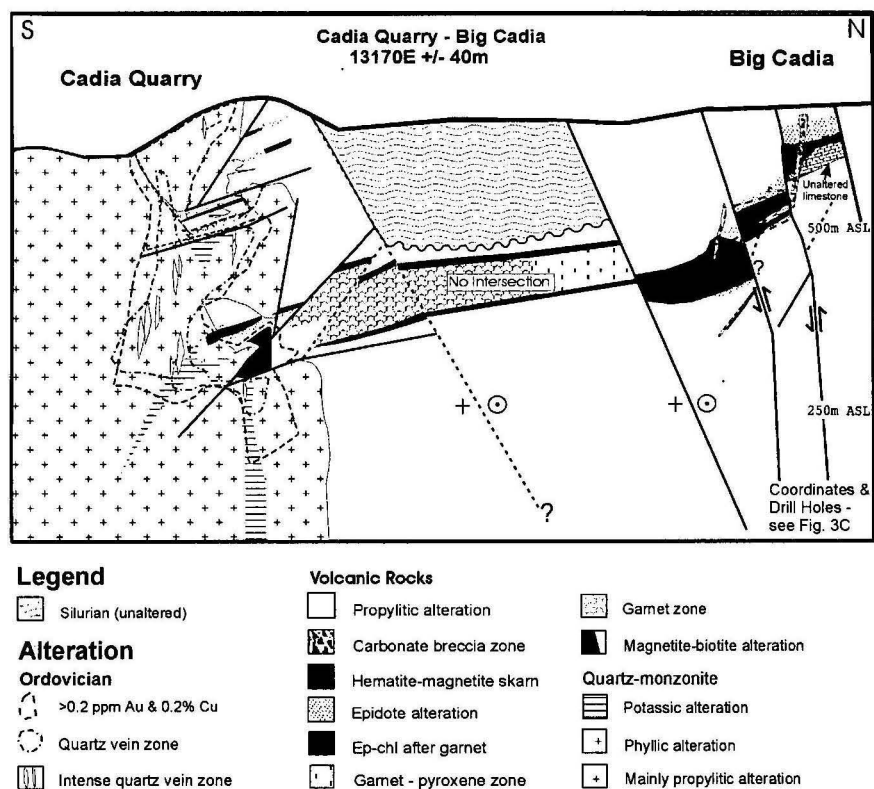 S
Cadia Quarry - Big Cadia
13170E +/- 40m
N
Cadia Quarry
Big Cadia
Unaltered
limestone
500m ASL
No Intersection
?
250m ASL
?
Coordinates &
Drill Holes -
see Fig. 3C
Legend
Silurian (unaltered)
Alteration
Ordovician
>0.2 ppm Au & 0.2% Cu
Quartz vein zone
Intense quartz vein zone
Volcanic Rocks
Propylitic alteration
Carbonate breccia zone
Hematite-magnetite skarn
Epidote alteration
Ep-chl after garnet
Garnet - pyroxene zone
Garnet zone
Magnetite-biotite alteration
Quartz-monzonite
Potassic alteration
Phyllic alteration
Mainly propylitic alteration